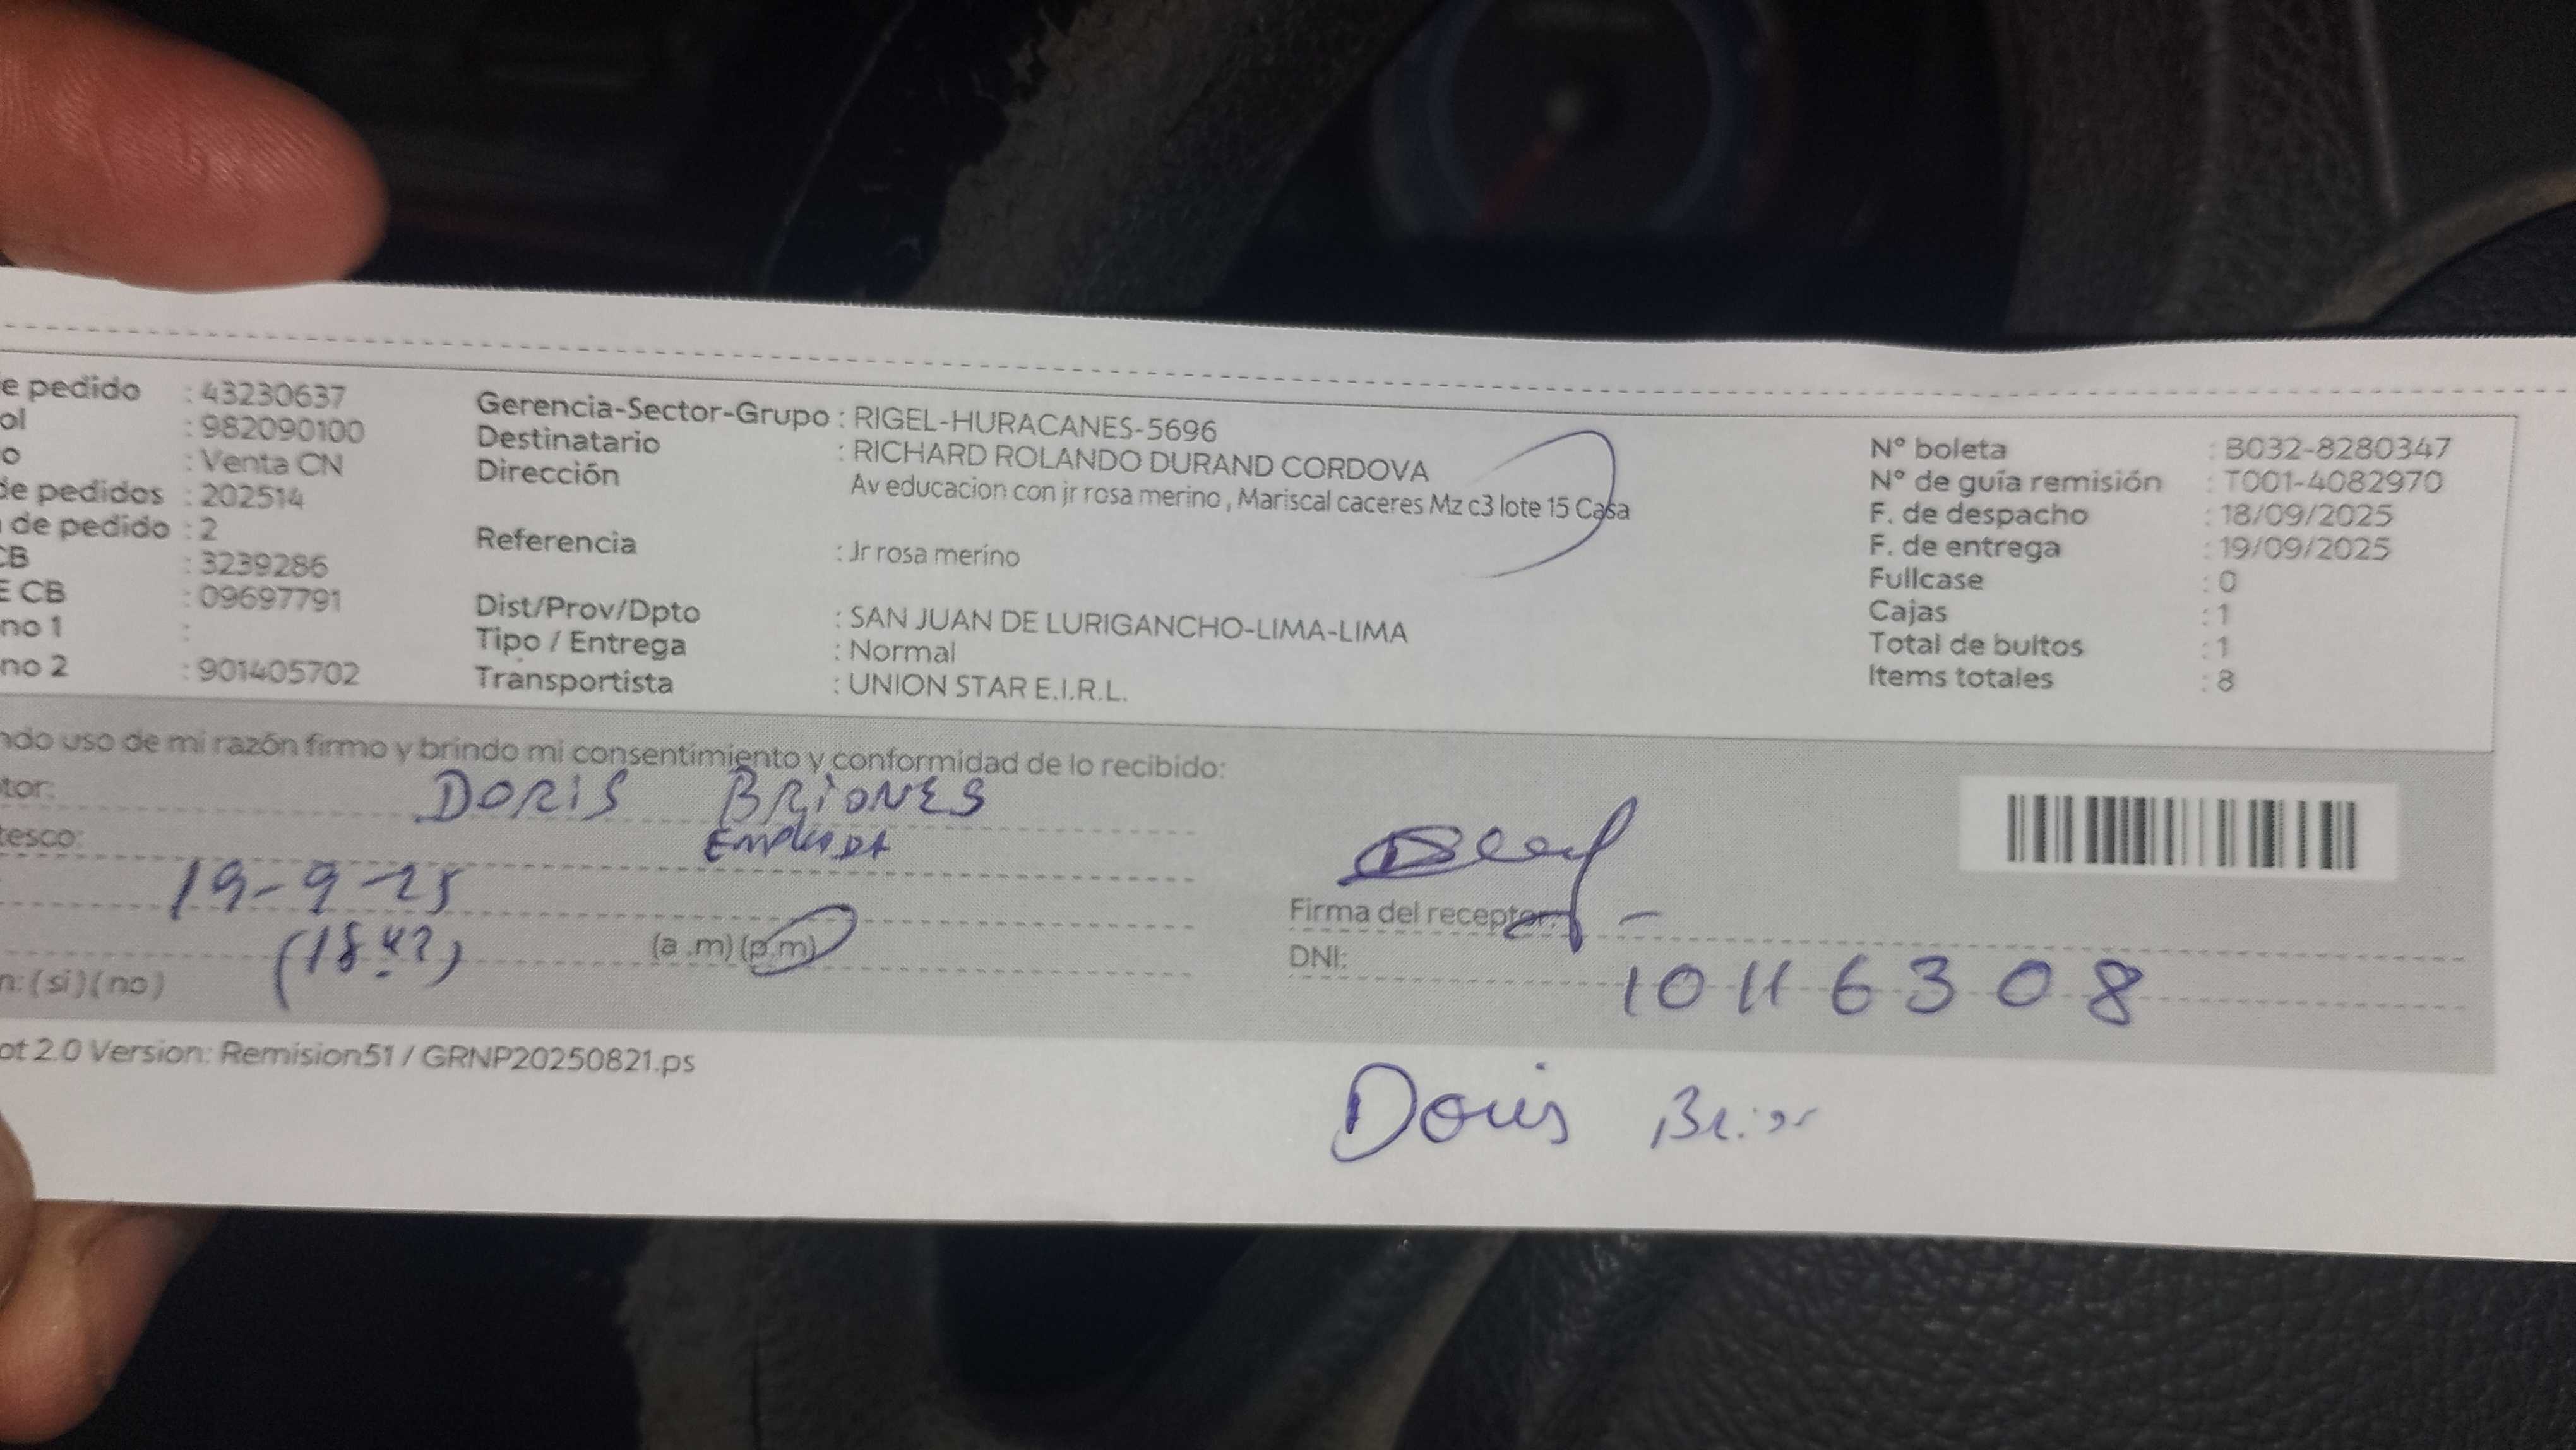 e pedido : 43230637
ol : 982090100
o : Venta CN
de pedidos : 202514
de pedido : 2
CB : 3239286
E CB : 09697791
no 1 :
no 2 : 901405702
Gerencia-Sector-Grupo : RIGEL-HURACANES-5696
Destinatario : RICHARD ROLANDO DURAND CORDOVA
Dirección Av educacion con jr rosa merino , Mariscal caceres Mz c3 lote 15 Casa
Referencia : Jr rosa merino
Dist/Prov/Dpto : SAN JUAN DE LURIGANCHO-LIMA-LIMA
Tipo / Entrega : Normal
Transportista : UNION STAR E.I.R.L.
Nº boleta : B032-8280347
Nº de guía remisión : T001-4082970
F. de despacho : 18/09/2025
F. de entrega : 19/09/2025
Fullcase : 0
Cajas : 1
Total de bultos : 1
Items totales : 8
ndo uso de mi razón firmo y brindo mi consentimiento y conformidad de lo recibido:
tor: DORIS BRIONES
tesco:
19-9-25
(a .m) (p.m)
n: (si) (no)
Firma del receptor:
DNI: 10116308
ot 2.0 Version: Remision51 / GRNP20250821.ps
Doris